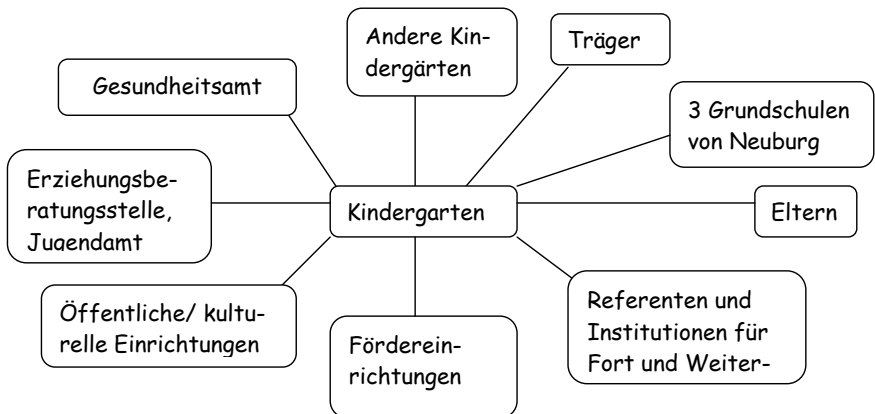 Andere Kin-
dergärten
Träger
Gesundheitsamt
3 Grundschulen
von Neuburg
Erziehungsbe-
ratungsstelle,
Jugendamt
Kindergarten
Eltern
Öffentliche/ kultu-
relle Einrichtungen
Förderein-
richtungen
Referenten und
Institutionen für
Fort und Weiter-